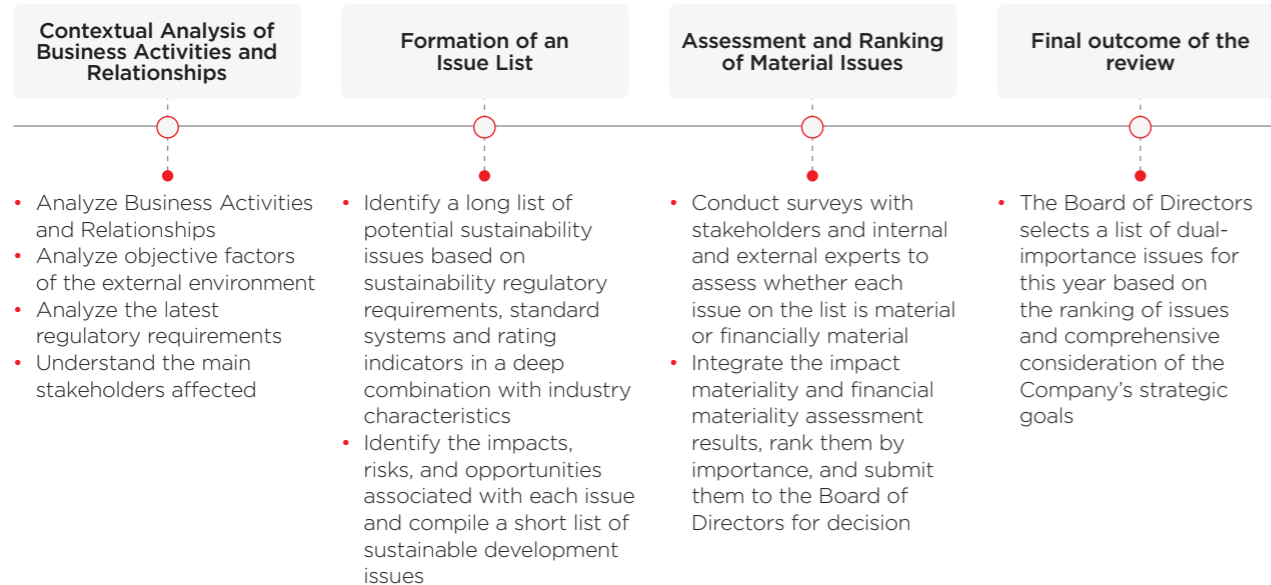 Contextual Analysis of
Business Activities and
Relationships
• Analyze Business Activities
and Relationships
• Analyze objective factors
of the external environment
• Analyze the latest
regulatory requirements
• Understand the main
stakeholders affected
Formation of an
Issue List
• Identify a long list of
potential sustainability
issues based on
sustainability regulatory
requirements, standard
systems and rating
indicators in a deep
combination with industry
characteristics
• Identify the impacts,
risks, and opportunities
associated with each issue
and compile a short list of
sustainable development
issues
Assessment and Ranking
of Material Issues
• Conduct surveys with
stakeholders and internal
and external experts to
assess whether each
issue on the list is material
or financially material
• Integrate the impact
materiality and financial
materiality assessment
results, rank them by
importance, and submit
them to the Board of
Directors for decision
Final outcome of the
review
• The Board of Directors
selects a list of dual-
importance issues for
this year based on
the ranking of issues
and comprehensive
consideration of the
Company's strategic
goals